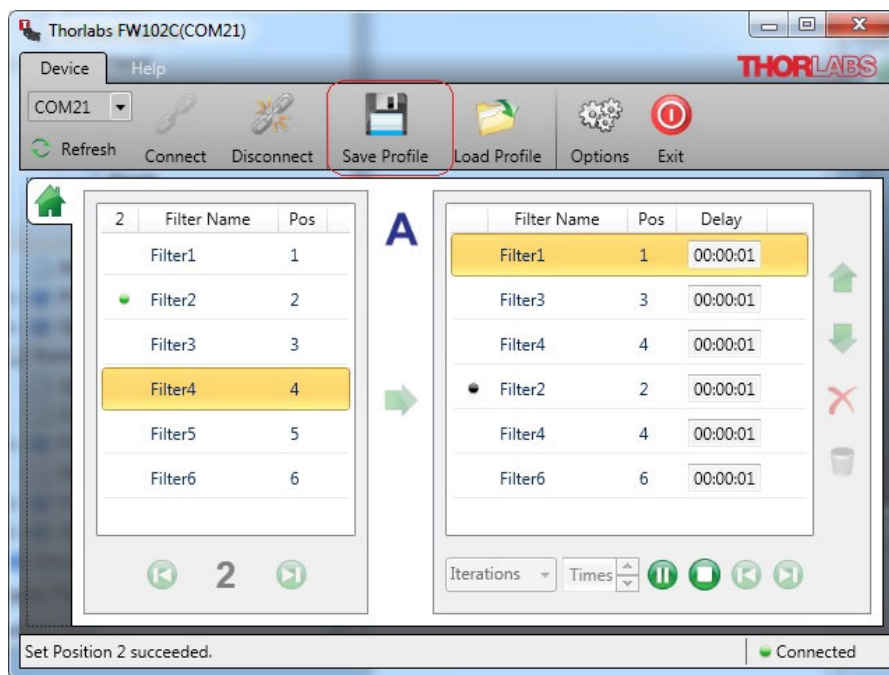 Thorlabs FW102C(COM21)
Device Help
THORLABS
COM21
Refresh
Connect
Disconnect
Save Profile
Load Profile
Options
Exit
2 Filter Name Pos
Filter1 1
Filter2 2
Filter3 3
Filter4 4
Filter5 5
Filter6 6
2
A
Filter Name Pos Delay
Filter1 1 00:00:01
Filter3 3 00:00:01
Filter4 4 00:00:01
Filter2 2 00:00:01
Filter4 4 00:00:01
Filter6 6 00:00:01
Iterations Times
Set Position 2 succeeded.
Connected